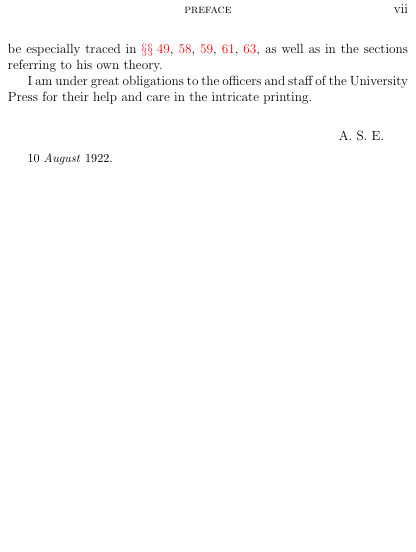 PREFACE vii
be especially traced in §§ 49, 58, 59, 61, 63, as well as in the sections
referring to his own theory.
I am under great obligations to the officers and staff of the University
Press for their help and care in the intricate printing.
A. S. E.
10 August 1922.